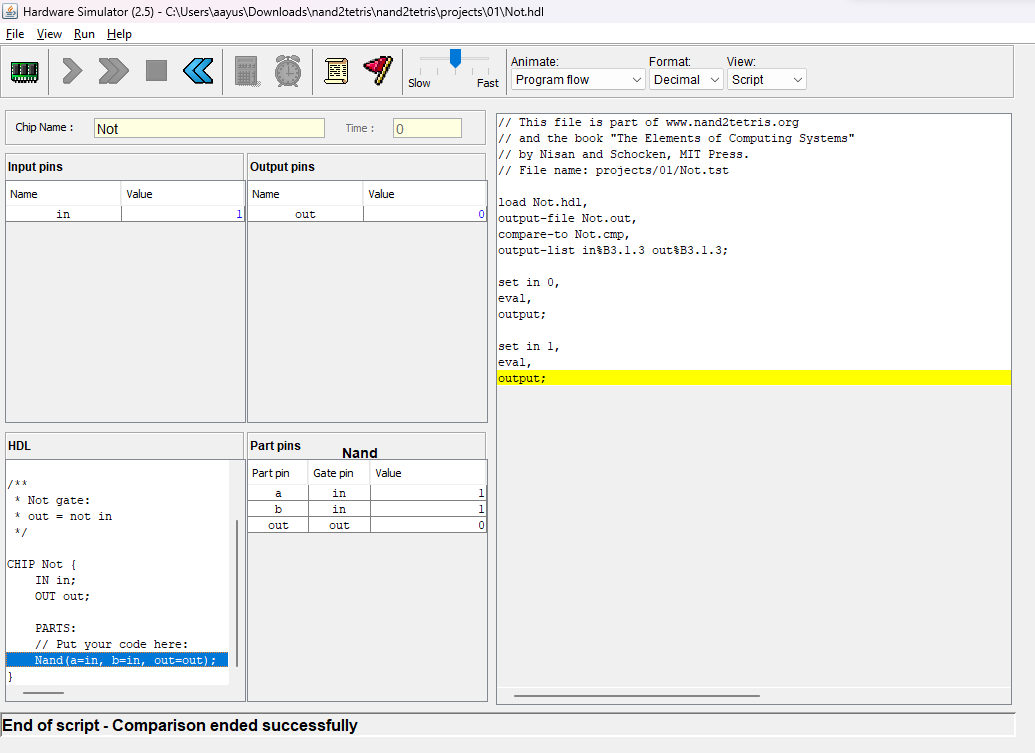 Hardware Simulator (2.5) - C:\Users\aayus\Downloads\nand2tetris\nand2tetris\projects\01\Not.hdl
File View Run Help
Slow Fast
Animate: Format: View:
Program flow Decimal Script
Chip Name : Not Time : 0
Input pins
Name Value
in 1
Output pins
Name Value
out 0
HDL
/**
* Not gate:
* out = not in
*/
CHIP Not {
IN in;
OUT out;
PARTS:
// Put your code here:
Nand(a=in, b=in, out=out);
}
Part pins Nand
Part pin Gate pin Value
a in 1
b in 1
out out 0
// This file is part of www.nand2tetris.org
// and the book "The Elements of Computing Systems"
// by Nisan and Schocken, MIT Press.
// File name: projects/01/Not.tst
load Not.hdl,
output-file Not.out,
compare-to Not.cmp,
output-list in%B3.1.3 out%B3.1.3;
set in 0,
eval,
output;
set in 1,
eval,
output;
End of script - Comparison ended successfully